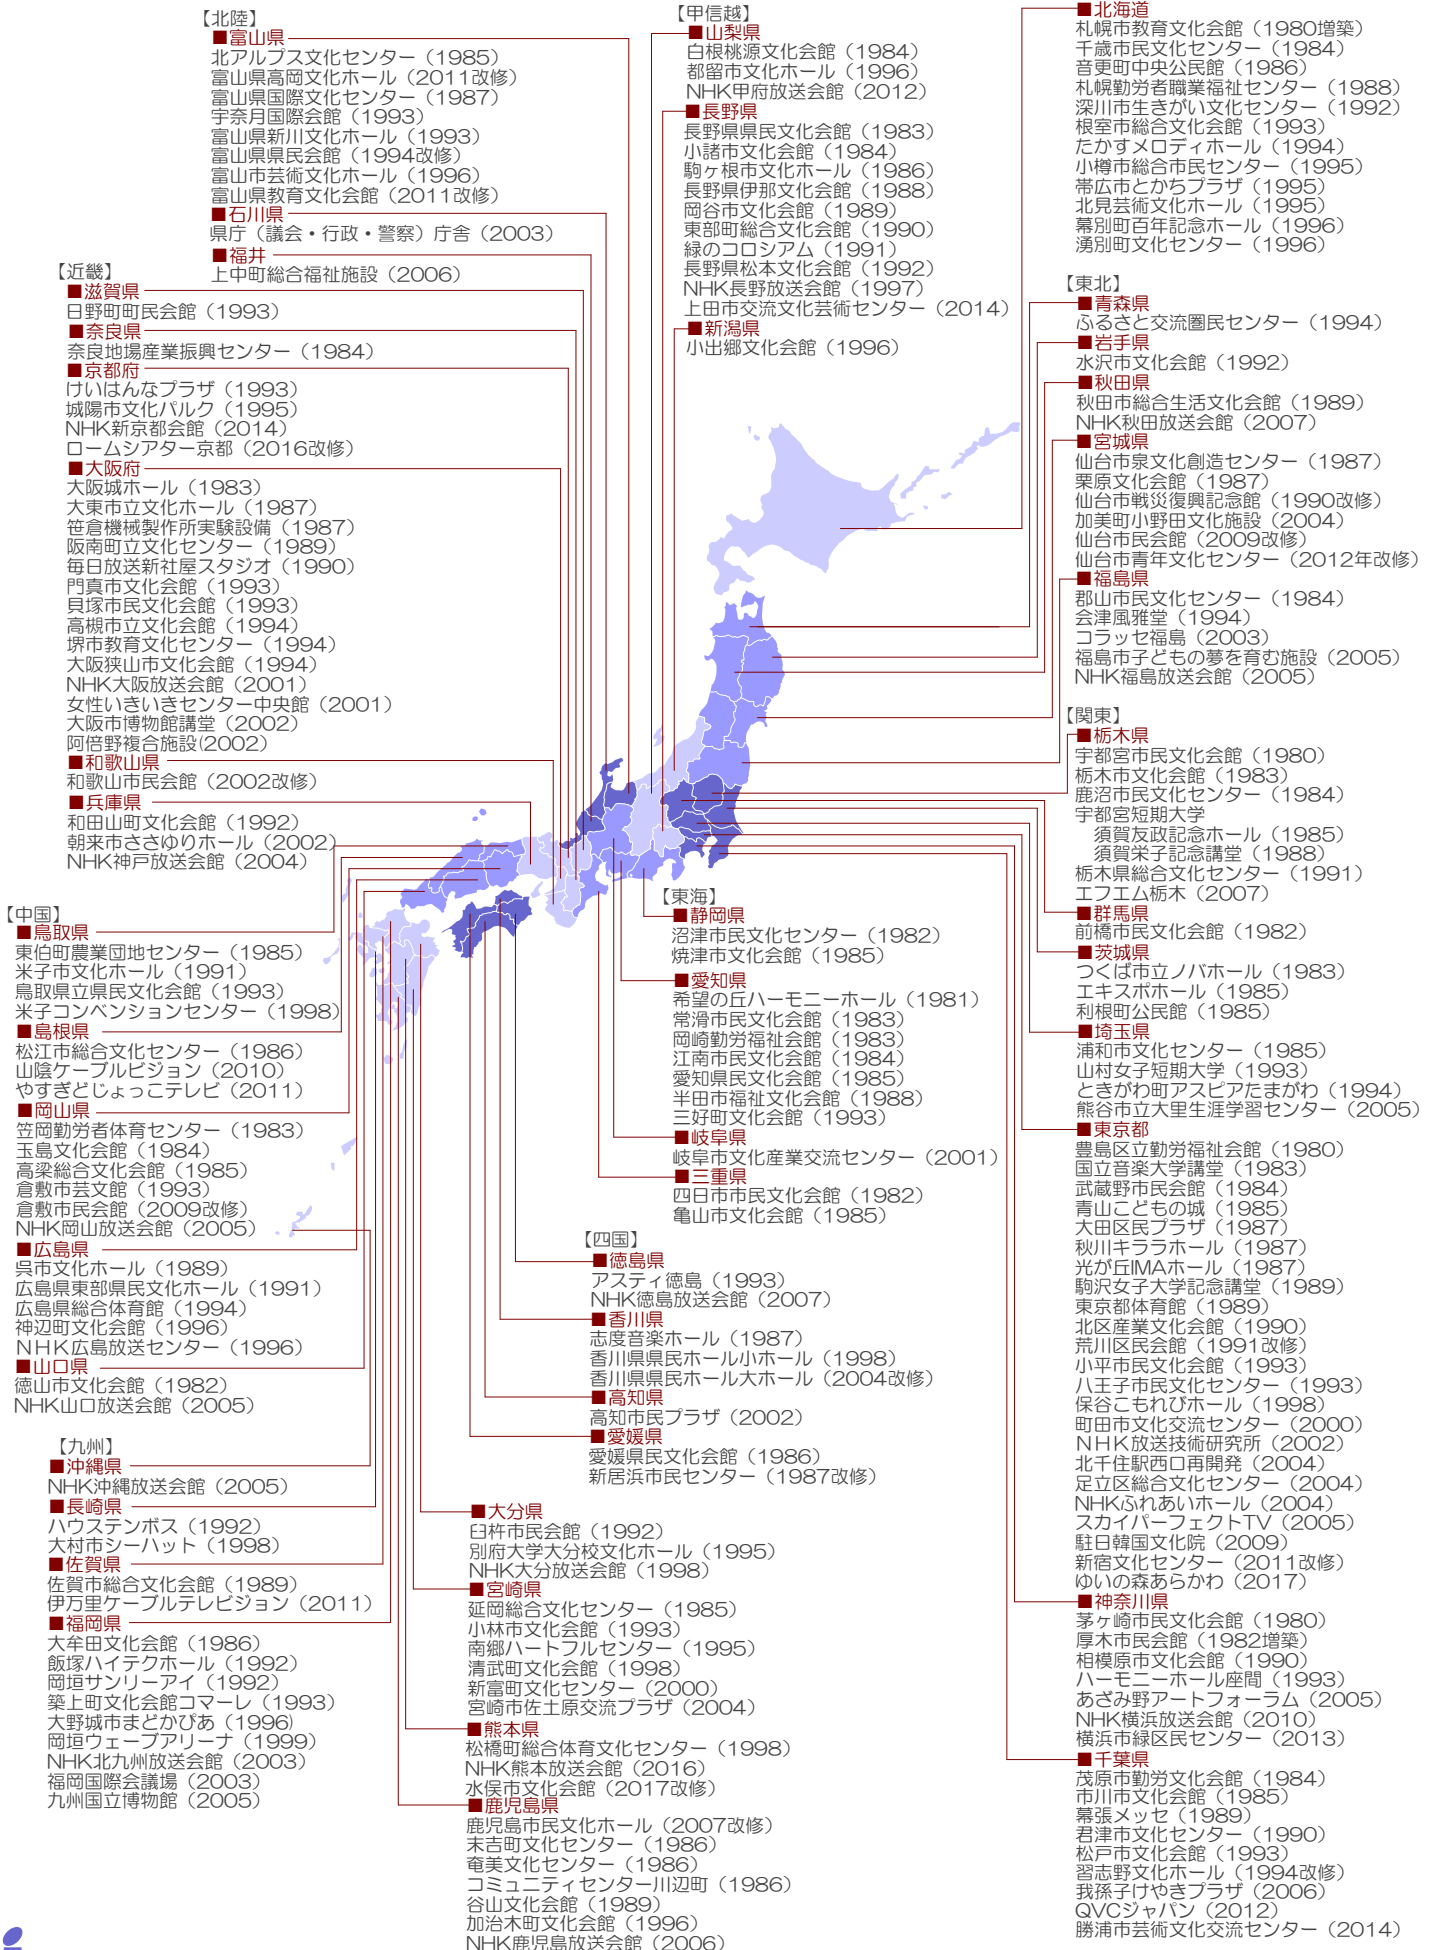 【北陸】
■富山県
北アルプス文化センター（1985）
富山県高岡文化ホール（2011改修）
富山県国際文化センター（1987）
宇奈月国際会館（1993）
富山県新川文化ホール（1993）
富山県県民会館（1994改修）
富山市芸術文化ホール（1996）
富山県教育文化会館（2011改修）
■石川県
県庁（議会・行政・警察）庁舎（2003）
■福井
上中町総合福祉施設（2006）
【近畿】
■滋賀県
日野町町民会館（1993）
■奈良県
奈良地場産業振興センター（1984）
■京都府
けいはんなプラザ（1993）
城陽市文化パルク（1995）
NHK新京都会館（2014）
ロームシアター京都（2016改修）
■大阪府
大阪城ホール（1983）
大東市立文化ホール（1987）
笹倉機械製作所実験設備（1987）
阪南町立文化センター（1989）
毎日放送新社屋スタジオ（1990）
門真市文化会館（1993）
貝塚市民文化会館（1993）
高槻市立文化会館（1994）
堺市教育文化センター（1994）
大阪狭山市文化会館（1994）
NHK大阪放送会館（2001）
女性いきいきセンター中央館（2001）
大阪市博物館講堂（2002）
阿倍野複合施設(2002）
■和歌山県
和歌山市民会館（2002改修）
■兵庫県
和田山町文化会館（1992）
朝来市ささゆりホール（2002）
NHK神戸放送会館（2004）
【中国】
■鳥取県
東伯町農業団地センター（1985）
米子市文化ホール（1991）
鳥取県立県民文化会館（1993）
米子コンベンションセンター（1998）
■島根県
松江市総合文化センター（1986）
山陰ケーブルビジョン（2010）
やすぎどじょっこテレビ（2011）
■岡山県
笠岡勤労者体育センター（1983）
玉島文化会館（1984）
高梁総合文化会館（1985）
倉敷市芸文館（1993）
倉敷市民会館（2009改修）
NHK岡山放送会館（2005）
■広島県
呉市文化ホール（1989）
広島県東部県民文化ホール（1991）
広島県総合体育館（1994）
神辺町文化会館（1996）
ＮＨＫ広島放送センター（1996）
■山口県
徳山市文化会館（1982）
NHK山口放送会館（2005）
【九州】
■沖縄県
NHK沖縄放送会館（2005）
■長崎県
ハウステンボス（1992）
大村市シーハット（1998）
■佐賀県
佐賀市総合文化会館（1989）
伊万里ケーブルテレビジョン（2011）
■福岡県
大牟田文化会館（1986）
飯塚ハイテクホール（1992）
岡垣サンリーアイ（1992）
築上町文化会館コマーレ（1993）
大野城市まどかぴあ（1996)
岡垣ウェーブアリーナ（1999）
NHK北九州放送会館（2003）
福岡国際会議場（2003）
九州国立博物館（2005）
【甲信越】
■山梨県
白根桃源文化会館（1984）
都留市文化ホール（1996）
NHK甲府放送会館（2012）
■長野県
長野県県民文化会館（1983）
小諸市文化会館（1984）
駒ヶ根市文化ホール（1986）
長野県伊那文化会館（1988）
岡谷市文化会館（1989）
東部町総合文化会館（1990）
緑のコロシアム（1991）
長野県松本文化会館（1992）
NHK長野放送会館（1997）
上田市交流文化芸術センター（2014）
■新潟県
小出郷文化会館（1996）
【東海】
■静岡県
沼津市民文化センター（1982）
焼津市文化会館（1985）
■愛知県
希望の丘ハーモニーホール（1981）
常滑市民文化会館（1983）
岡崎勤労福祉会館（1983）
江南市民文化会館（1984）
愛知県民文化会館（1985）
半田市福祉文化会館（1988）
三好町文化会館（1993）
■岐阜県
岐阜市文化産業交流センター（2001）
■三重県
四日市市民文化会館（1982）
亀山市文化会館（1985）
【四国】
■徳島県
アスティ徳島（1993）
NHK徳島放送会館（2007）
■香川県
志度音楽ホール（1987）
香川県県民ホール小ホール（1998）
香川県県民ホール大ホール（2004改修）
■高知県
高知市民プラザ（2002）
■愛媛県
愛媛県民文化会館（1986）
新居浜市民センター（1987改修）
■大分県
臼杵市民会館（1992）
別府大学大分校文化ホール（1995）
NHK大分放送会館（1998）
■宮崎県
延岡総合文化センター（1985）
小林市文化会館（1993）
南郷ハートフルセンター（1995）
清武町文化会館（1998）
新富町文化センター（2000）
宮崎市佐土原交流プラザ（2004）
■熊本県
松橋町総合体育文化センター（1998）
NHK熊本放送会館（2016）
水俣市文化会館（2017改修）
■鹿児島県
鹿児島市民文化ホール（2007改修）
末吉町文化センター（1986）
奄美文化センター（1986）
コミュニティセンター川辺町（1986）
谷山文化会館（1989）
加治木町文化会館（1996）
NHK鹿児島放送会館（2006）
■北海道
札幌市教育文化会館（1980増築）
千歳市民文化センター（1984）
音更町中央公民館（1986）
札幌勤労者職業福祉センター（1988）
深川市生きがい文化センター（1992）
根室市総合文化会館（1993）
たかすメロディホール（1994）
小樽市総合市民センター（1995）
帯広市とかちプラザ（1995）
北見芸術文化ホール（1995）
幕別町百年記念ホール（1996）
湧別町文化センター（1996）
【東北】
■青森県
ふるさと交流圏民センター（1994）
■岩手県
水沢市文化会館（1992）
■秋田県
秋田市総合生活文化会館（1989）
NHK秋田放送会館（2007）
■宮城県
仙台市泉文化創造センター（1987）
栗原文化会館（1987）
仙台市戦災復興記念館（1990改修）
加美町小野田文化施設（2004）
仙台市民会館（2009改修）
仙台市青年文化センター（2012年改修）
■福島県
郡山市民文化センター（1984）
会津風雅堂（1994）
コラッセ福島（2003）
福島市子どもの夢を育む施設（2005）
NHK福島放送会館（2005）
【関東】
■栃木県
宇都宮市民文化会館（1980）
栃木市文化会館（1983）
鹿沼市民文化センター（1984）
宇都宮短期大学
須賀友政記念ホール（1985）
須賀栄子記念講堂（1988）
栃木県総合文化センター（1991）
エフエム栃木（2007）
■群馬県
前橋市民文化会館（1982）
■茨城県
つくば市立ノバホール（1983）
エキスポホール（1985）
利根町公民館（1985）
■埼玉県
浦和市文化センター（1985）
山村女子短期大学（1993）
ときがわ町アスピアたまがわ（1994）
熊谷市立大里生涯学習センター（2005）
■東京都
豊島区立勤労福祉会館（1980）
国立音楽大学講堂（1983）
武蔵野市民会館（1984）
青山こどもの城（1985）
大田区民プラザ（1987）
秋川キララホール（1987）
光が丘IMAホール（1987）
駒沢女子大学記念講堂（1989）
東京都体育館（1989）
北区産業文化会館（1990）
荒川区民会館（1991改修）
小平市民文化会館（1993）
八王子市民文化センター（1993）
保谷こもれびホール（1998）
町田市文化交流センター（2000）
ＮＨＫ放送技術研究所（2002）
北千住駅西口再開発（2004）
足立区総合文化センター（2004）
NHKふれあいホール（2004）
スカイパーフェクトTV（2005）
駐日韓国文化院（2009）
新宿文化センター（2011改修）
ゆいの森あらかわ（2017）
■神奈川県
茅ヶ崎市民文化会館（1980）
厚木市民会館（1982増築）
相模原市文化会館（1990）
ハーモニーホール座間（1993）
あざみ野アートフォーラム（2005）
NHK横浜放送会館（2010）
横浜市緑区民センター（2013）
■千葉県
茂原市勤労文化会館（1984）
市川市文化会館（1985）
幕張メッセ（1989）
君津市文化センター（1990）
松戸市文化会館（1993）
習志野文化ホール（1994改修）
我孫子けやきプラザ（2006）
QVCジャパン（2012）
勝浦市芸術文化交流センター（2014）